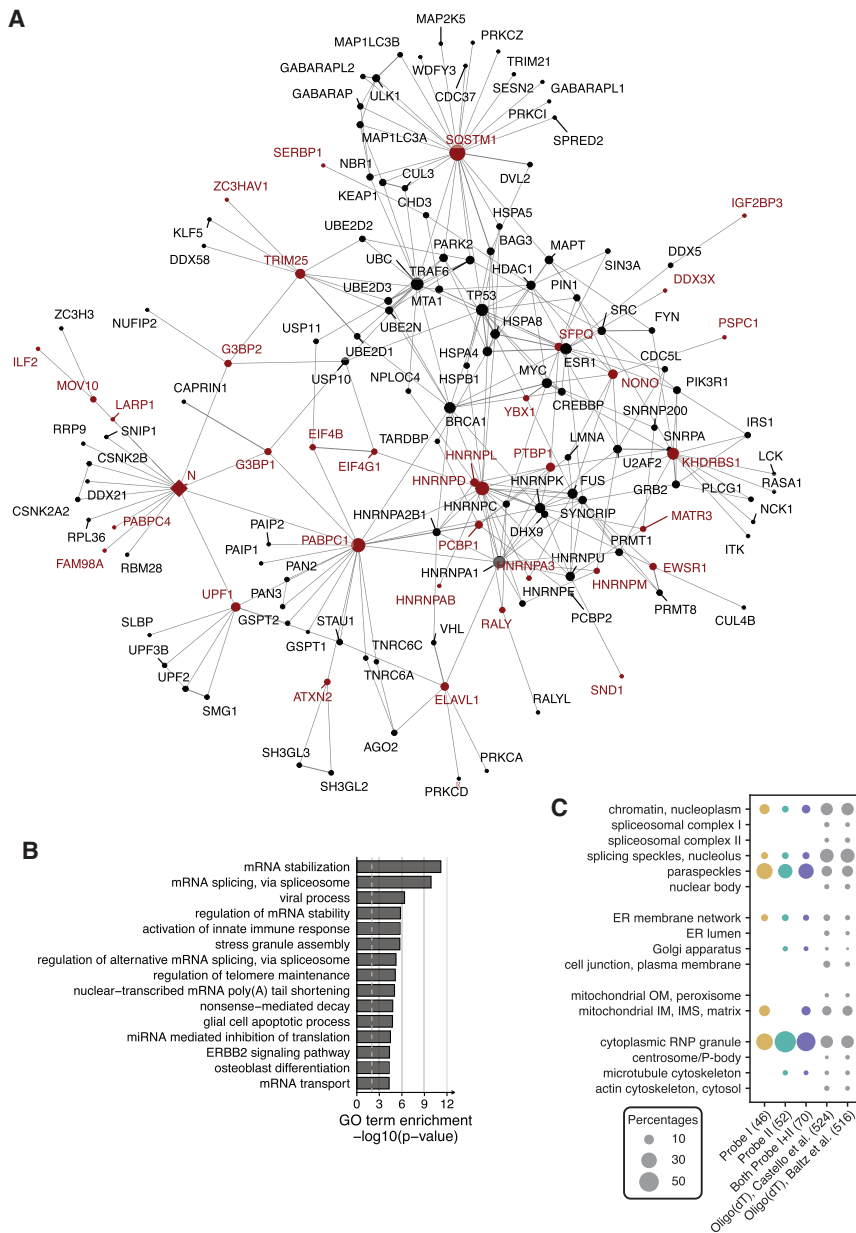 A
MAP2K5
PRKCZ
MAP1LC3B
WDFY3
TRIM21
GABARAPL2
SESN2
GABARAPL1
CDC37
GABARAP
ULK1
PRKCI
MAP1LC3A
SPRED2
SQSTM1
SERBP1
NBR1
CUL3
DVL2
ZC3HAV1
KEAP1
CHD3
IGF2BP3
HSPA5
KLF5
UBE2D2
PARK2
BAG3
MAPT
DDX5
DDX58
UBC
SIN3A
TRIM25
TRAF6
HDAC1
DDX3X
UBE2D3
MTA1
TP53
PIN1
ZC3H3
SRC
NUFIP2
USP11
UBE2N
HSPA8
SFPQ
FYN
PSPC1
ILF2
G3BP2
UBE2D1
HSPA4
ESR1
CDC5L
MOV10
USP10
MYC
CAPRIN1
NPLOC4
HSPB1
NONO
PIK3R1
LARP1
YBX1
CREBBP
SNRNP200
BRCA1
RRP9
SNIP1
EIF4B
TARDBP
LMNA
SNRPA
IRS1
CSNK2B
N
G3BP1
EIF4G1
HNRNPL
PTBP1
U2AF2
KHDRBS1
LCK
DDX21
HNRNPD
HNRNPK
FUS
GRB2
PLCG1
RASA1
CSNK2A2
PABPC4
HNRNPA2B1
HNRNPC
SYNCRIP
MATR3
NCK1
RPL36
PAIP2
PABPC1
DHX9
PRMT1
FAM98A
PAIP1
PCBP1
ITK
RBM28
PAN2
HNRNPA1
HNRNPA3
HNRNPU
EWSR1
UPF1
PAN3
HNRNPAB
HNRNPF
HNRNPM
GSPT2
STAU1
RALY
PCBP2
PRMT8
SLBP
VHL
CUL4B
UPF3B
GSPT1
TNRC6C
UPF2
TNRC6A
SND1
ATXN2
ELAVL1
RALYL
SMG1
AGO2
SH3GL3
PRKCA
SH3GL2
PRKCD
B
mRNA stabilization
mRNA splicing, via spliceosome
viral process
regulation of mRNA stability
activation of innate immune response
stress granule assembly
regulation of alternative mRNA splicing, via spliceosome
regulation of telomere maintenance
nuclear−transcribed mRNA poly(A) tail shortening
nonsense−mediated decay
glial cell apoptotic process
miRNA mediated inhibition of translation
ERBB2 signaling pathway
osteoblast differentiation
mRNA transport
0 3 6 9 12
GO term enrichment
−log10(p−value)
C
chromatin, nucleoplasm
spliceosomal complex I
spliceosomal complex II
splicing speckles, nucleolus
paraspeckles
nuclear body
ER membrane network
ER lumen
Golgi apparatus
cell junction, plasma membrane
mitochondrial OM, peroxisome
mitochondrial IM, IMS, matrix
cytoplasmic RNP granule
centrosome/P-body
microtubule cytoskeleton
actin cytoskeleton, cytosol
Probe I (46)
Probe II (52)
Both Probe I+II (70)
Oligo(dT), Castello et al. (524)
Oligo(dT), Baltz et al. (516)
Percentages
10
30
50